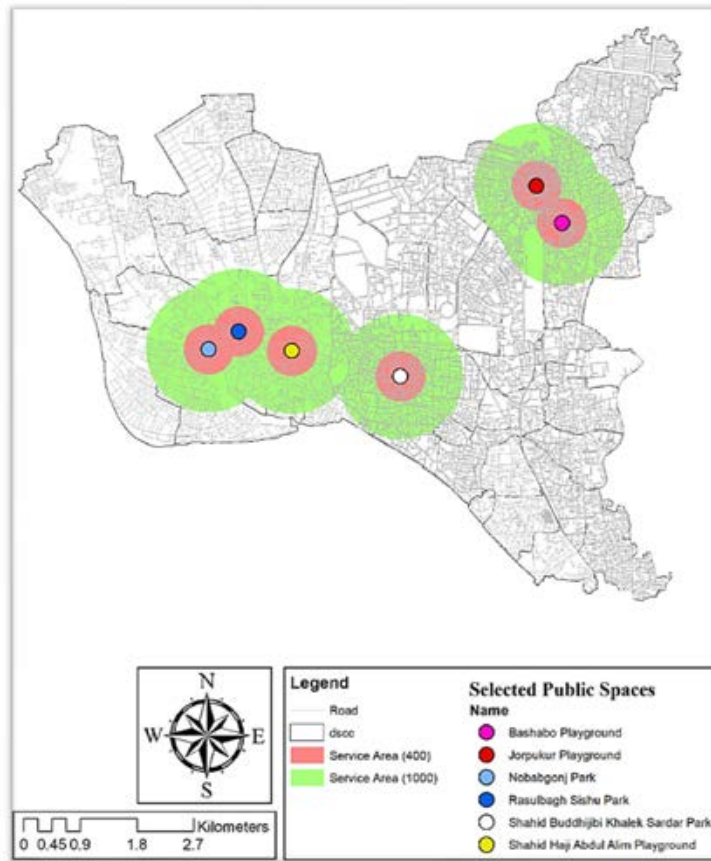 N
W E
S
Kilometers
0 0.45 0.9 1.8 2.7
Legend
Road
dscc
Service Area (400)
Service Area (1000)
Selected Public Spaces
Name
Bashabo Playground
Jorpukur Playground
Nobabgonj Park
Rasulbagh Sishu Park
Shahid Buddhijibi Khalek Sardar Park
Shahid Haji Abdul Alim Playground